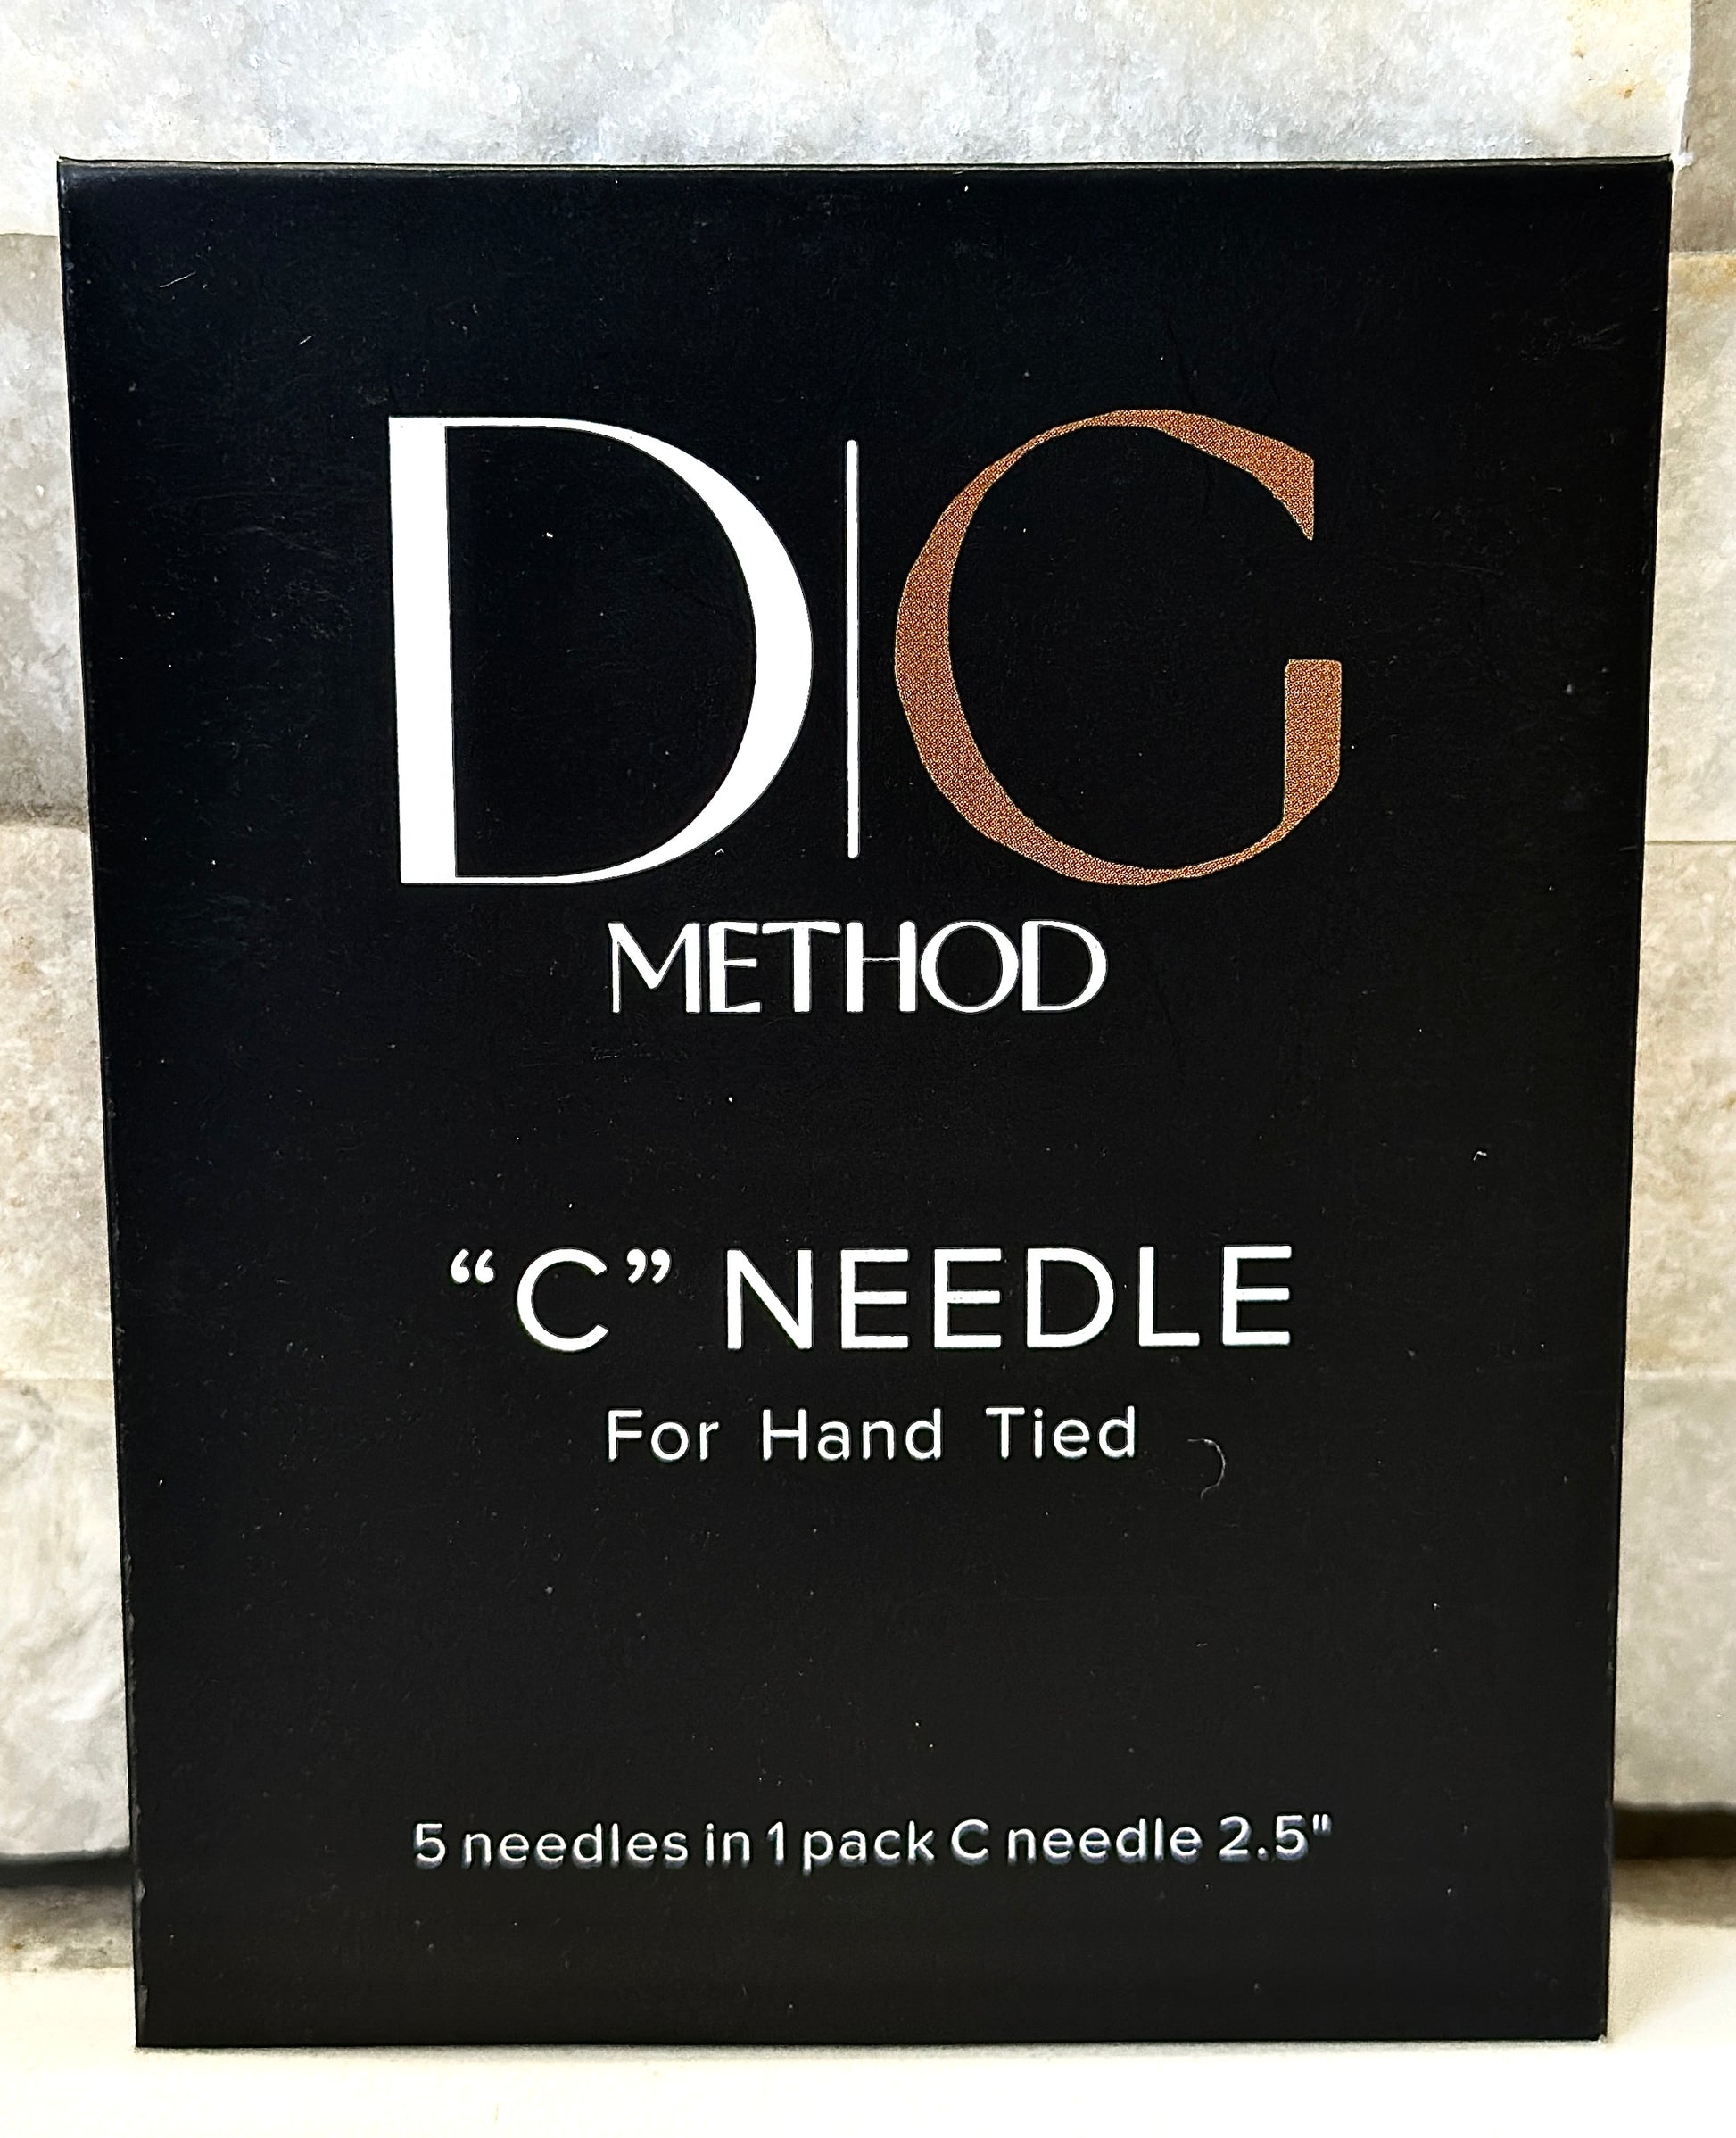 D|G
METHOD
“C” NEEDLE
For Hand Tied
5 needles in 1 pack C needle 2.5"